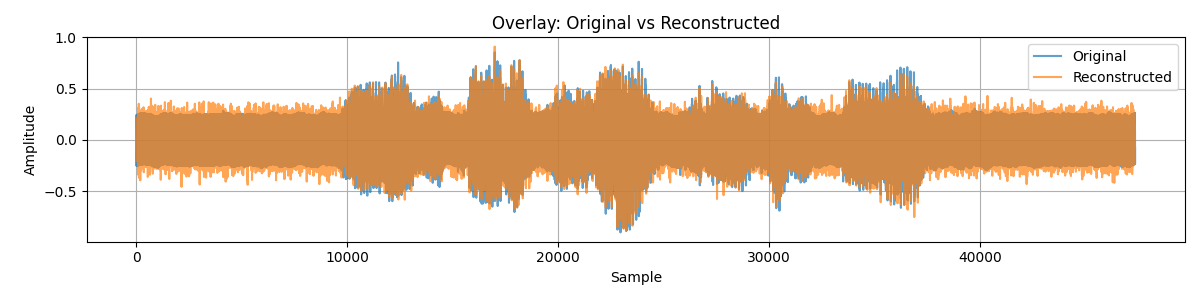 Overlay: Original vs Reconstructed
1.0
0.5
0.0
−0.5
Amplitude
Original
Reconstructed
0
10000
20000
30000
40000
Sample